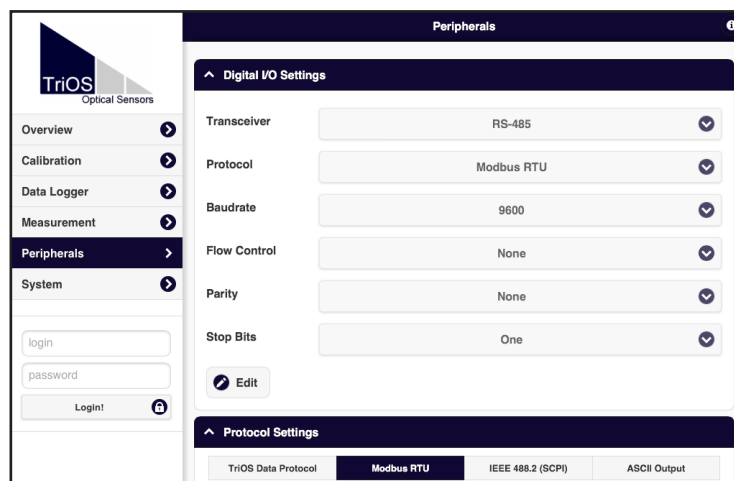 Peripherals
TriOS
Optical Sensors
Overview
Calibration
Data Logger
Measurement
Peripherals
System
login
password
Login!
Digital I/O Settings
Transceiver RS-485
Protocol Modbus RTU
Baudrate 9600
Flow Control None
Parity None
Stop Bits One
Edit
Protocol Settings
TriOS Data Protocol Modbus RTU IEEE 488.2 (SCPI) ASCII Output